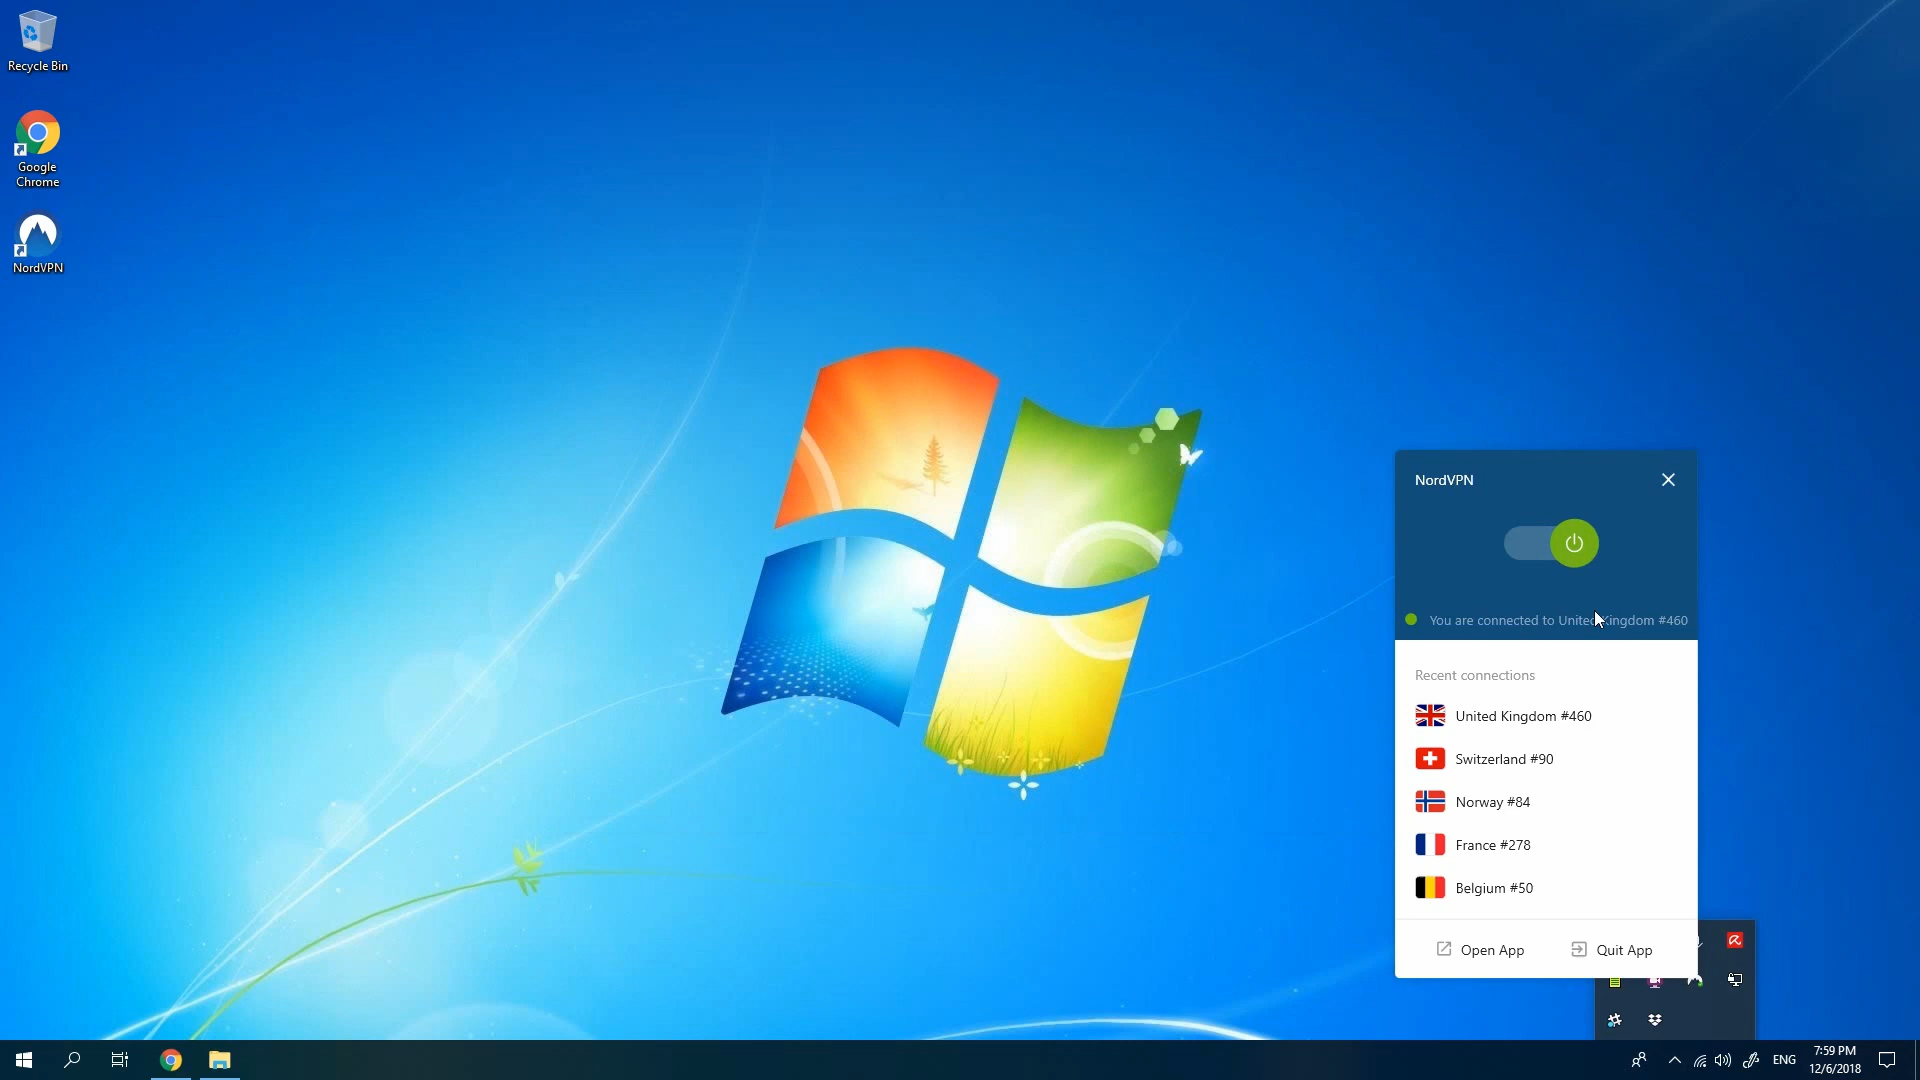 Recycle Bin
Google
Chrome
NordVPN
NordVPN
You are connected to United Kingdom #460
Recent connections
United Kingdom #460
Switzerland #90
Norway #84
France #278
Belgium #50
Open App
Quit App
ENG
7:59 PM
12/6/2018